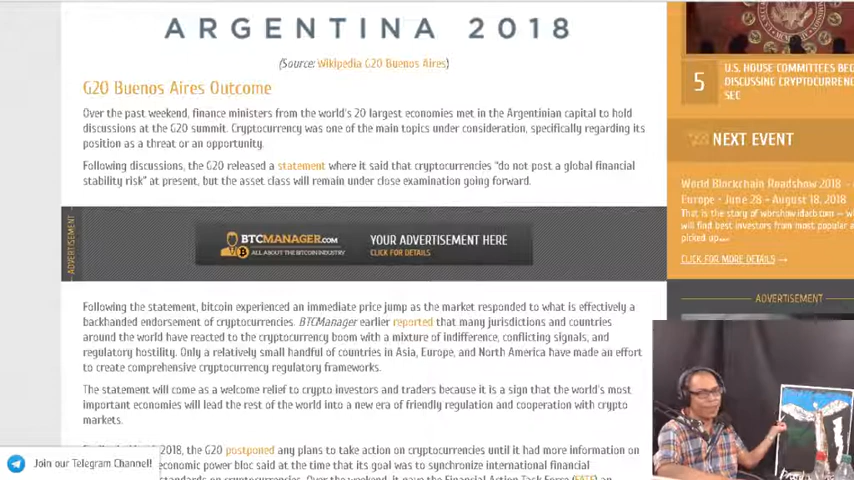 ARGENTINA 2018
(Source: Wikipedia G20 Buenos Aires)
G20 Buenos Aires Outcome
Over the past weekend, finance ministers from the world's 20 largest economies met in the Argentinian capital to hold
discussions at the G20 summit. Cryptocurrency was one of the main topics under consideration, specifically regarding its
position as a threat or an opportunity.
Following discussions, the G20 released a statement where it said that cryptocurrencies "do not post a global financial
stability risk" at present, but the asset class will remain under close examination going forward.
ADVERTISEMENT
BTCMANAGER.COM
ALL ABOUT THE BITCOIN INDUSTRY
YOUR ADVERTISEMENT HERE
CLICK FOR DETAILS
Following the statement, bitcoin experienced an immediate price jump as the market responded to what is effectively a
backhanded endorsement of cryptocurrencies. BTCManager earlier reported that many jurisdictions and countries
around the world have reacted to the cryptocurrency boom with a mixture of indifference, conflicting signals, and
regulatory hostility. Only a relatively small handful of countries in Asia, Europe, and North America have made an effort
to create comprehensive cryptocurrency regulatory frameworks.
The statement will come as a welcome relief to crypto investors and traders because it is a sign that the world's most
important economies will lead the rest of the world into a new era of friendly regulation and cooperation with crypto
markets.
2018, the G20 postponed any plans to take action on cryptocurrencies until it had more information on
economic power bloc said at the time that its goal was to synchronize international financial
standards on cryptocurrencies. Over the weekend, it gave the Financial Action Task Force (FATF) an
Join our Telegram Channel!
5
U.S. HOUSE COMMITTEES BEG
DISCUSSING CRYPTOCURRENC
SEC
NEXT EVENT
World Blockchain Roadshow 2018 -
Europe • June 28 - August 18, 2018
That is the story of wbrshow.idacb.com — w
will find best investors from most popular a
picked up...
CLICK FOR MORE DETAILS →
ADVERTISEMENT